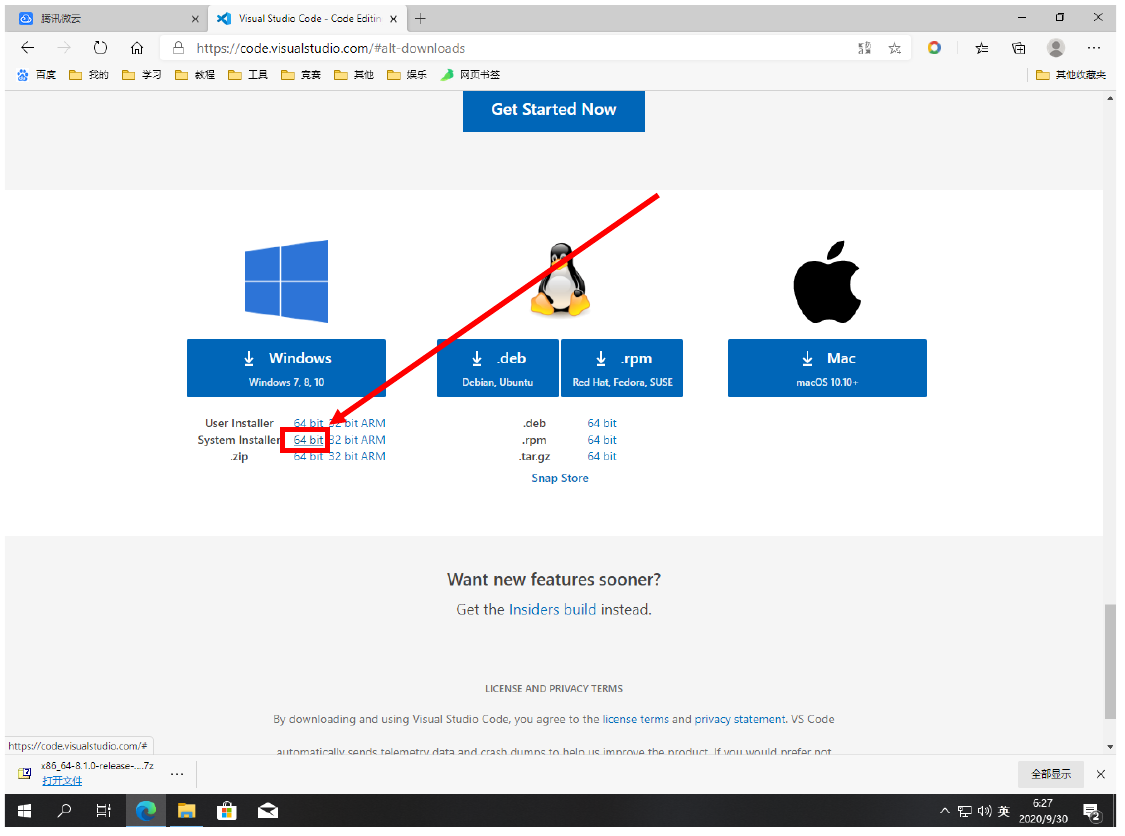 腾讯微云
Visual Studio Code - Code Editin
https://code.visualstudio.com/#alt-downloads
百度 我的 学习 教程 工具 竞赛 其他 娱乐 网页书签 其他收藏夹
Get Started Now
Windows
Windows 7, 8, 10
.deb
Debian, Ubuntu
.rpm
Red Hat, Fedora, SUSE
Mac
macOS 10.10+
User Installer 64 bit 32 bit ARM
System Installer 64 bit 32 bit ARM
.zip 64 bit 32 bit ARM
.deb 64 bit
.rpm 64 bit
.tar.gz 64 bit
Snap Store
Want new features sooner?
Get the Insiders build instead.
LICENSE AND PRIVACY TERMS
By downloading and using Visual Studio Code, you agree to the license terms and privacy statement. VS Code
automatically sends telemetry data and crash dumps to help us improve the product. If you would prefer not
https://code.visualstudio.com/#
x86_64-8.1.0-release-....7z
打开文件
全部显示
英
6:27
2020/9/30
2